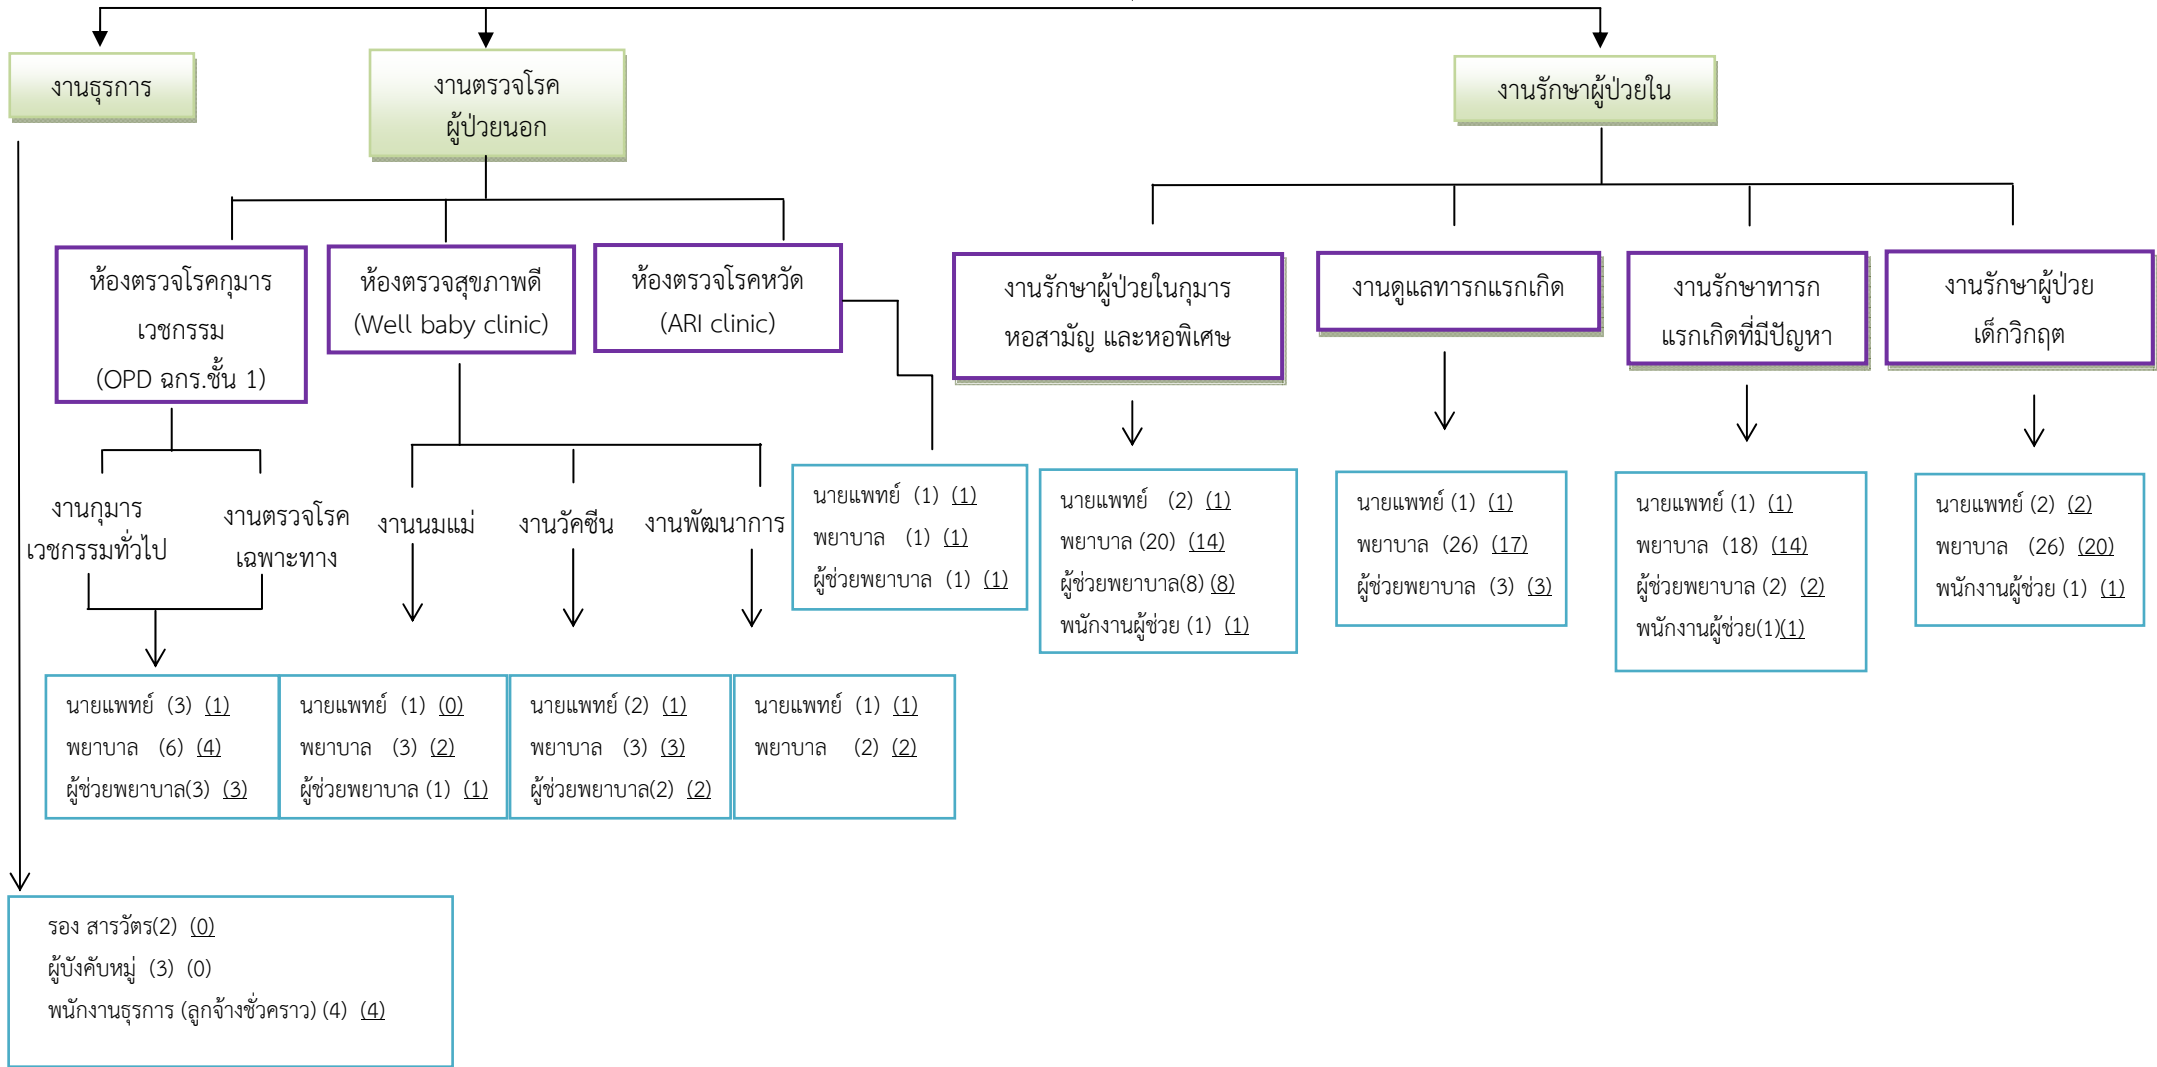 งานธุรการ
งานตรวจโรค
ผู้ป่วยนอก
งานรักษาผู้ป่วยใน
ห้องตรวจโรคกุมาร
เวชกรรม
(OPD ฉกร.ชั้น 1)
ห้องตรวจสุขภาพดี
(Well baby clinic)
ห้องตรวจโรคหวัด
(ARI clinic)
งานรักษาผู้ป่วยในกุมาร
หอสามัญ และหอพิเศษ
งานดูแลทารกแรกเกิด
งานรักษาทารก
แรกเกิดที่มีปัญหา
งานรักษาผู้ป่วย
เด็กวิกฤต
งานกุมาร
เวชกรรมทั่วไป
งานตรวจโรค
เฉพาะทาง
งานนมแม่
งานวัคซีน
งานพัฒนาการ
นายแพทย์ (1) (1)
พยาบาล (1) (1)
ผู้ช่วยพยาบาล (1) (1)
นายแพทย์ (2) (1)
พยาบาล (20) (14)
ผู้ช่วยพยาบาล(8) (8)
พนักงานผู้ช่วย (1) (1)
นายแพทย์ (1) (1)
พยาบาล (26) (17)
ผู้ช่วยพยาบาล (3) (3)
นายแพทย์ (1) (1)
พยาบาล (18) (14)
ผู้ช่วยพยาบาล (2) (2)
พนักงานผู้ช่วย(1)(1)
นายแพทย์ (2) (2)
พยาบาล (26) (20)
พนักงานผู้ช่วย (1) (1)
นายแพทย์ (3) (1)
พยาบาล (6) (4)
ผู้ช่วยพยาบาล(3) (3)
นายแพทย์ (1) (0)
พยาบาล (3) (2)
ผู้ช่วยพยาบาล (1) (1)
นายแพทย์ (2) (1)
พยาบาล (3) (3)
ผู้ช่วยพยาบาล(2) (2)
นายแพทย์ (1) (1)
พยาบาล (2) (2)
รอง สารวัตร(2) (0)
ผู้บังคับหมู่ (3) (0)
พนักงานธุรการ (ลูกจ้างชั่วคราว) (4) (4)